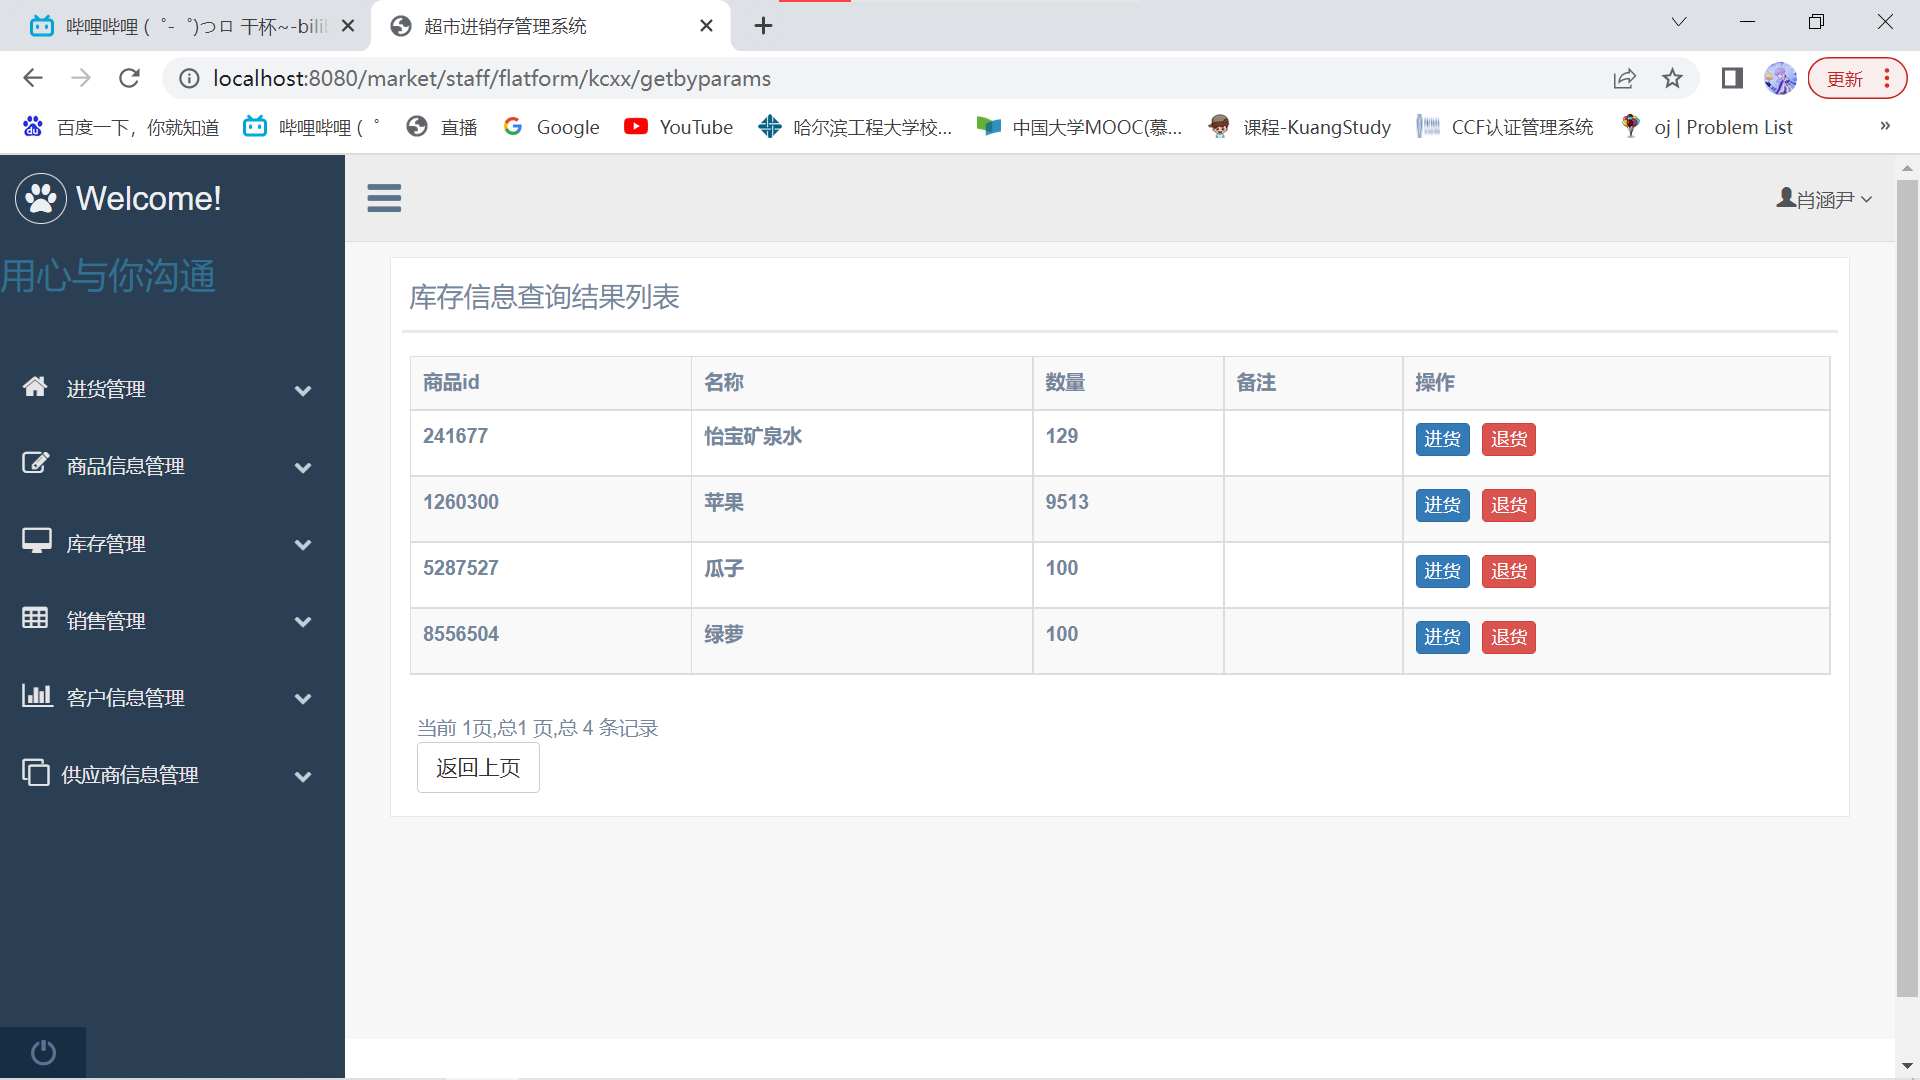 哔哩哔哩 (゜-゜)つロ 干杯~-bili
超市进销存管理系统
localhost:8080/market/staff/flatform/kcxx/getbyparams
更新
百度一下，你就知道
哔哩哔哩 (゜
直播
Google
YouTube
哈尔滨工程大学校...
中国大学MOOC(慕...
课程-KuangStudy
CCF认证管理系统
oj | Problem List
»
Welcome!
肖涵尹
用心与你沟通
进货管理
商品信息管理
库存管理
销售管理
客户信息管理
供应商信息管理
库存信息查询结果列表
商品id 名称 数量 备注 操作
241677 怡宝矿泉水 129 进货 退货
1260300 苹果 9513 进货 退货
5287527 瓜子 100 进货 退货
8556504 绿萝 100 进货 退货
当前 1页,总1 页,总 4 条记录
返回上页